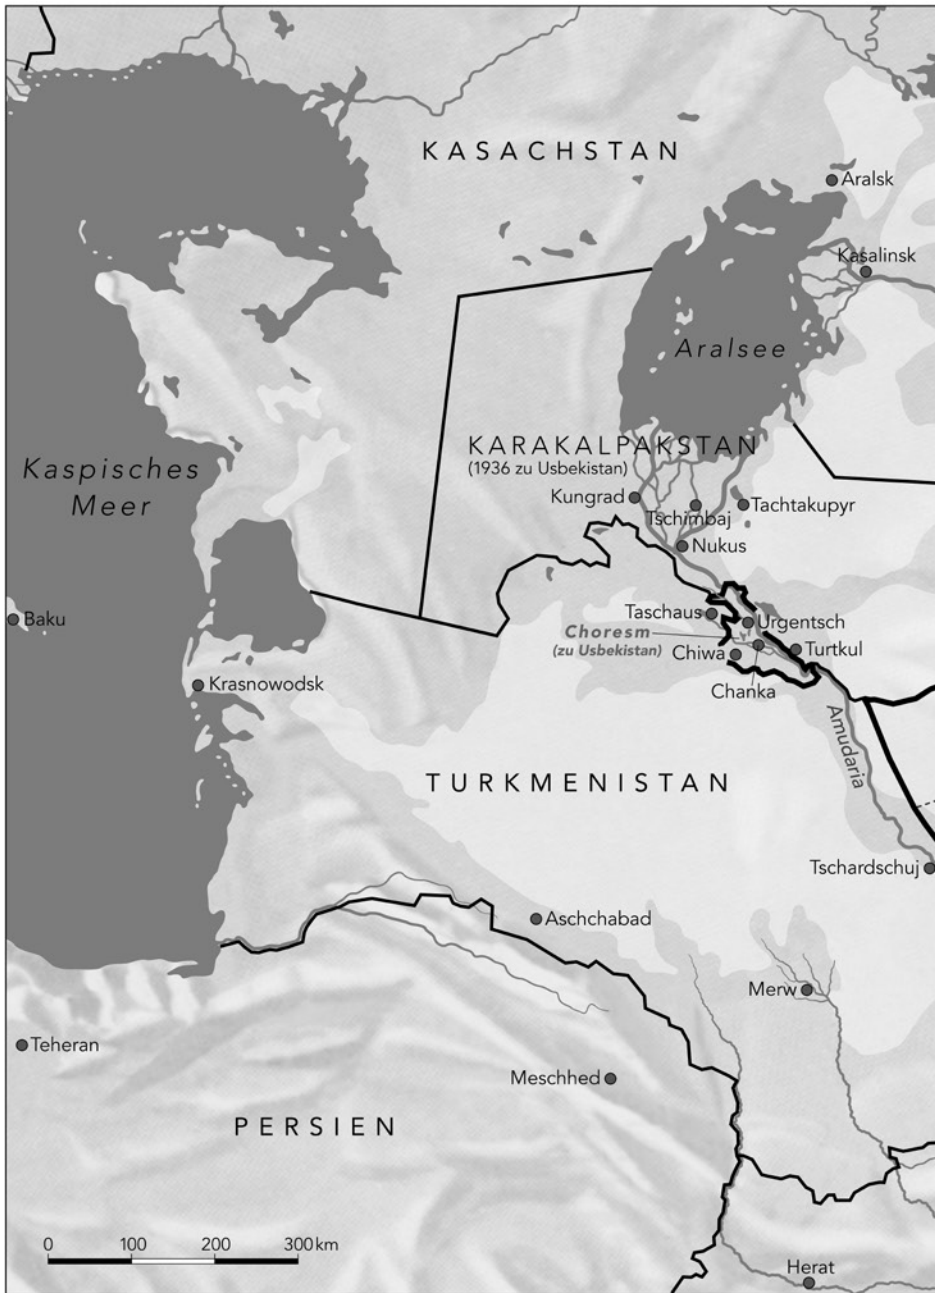 KASACHSTAN
Aralsk
Kasalinsk
Aralsee
KARAKALPAKSTAN
(1936 zu Usbekistan)
Kaspisches
Meer
Kungrad
Tschimbaj
Tachtakupyr
Nukus
Baku
Taschaus
Urgentsch
Choresm
(zu Usbekistan)
Chiwa
Turtkul
Krasnowodsk
Chanka
Amudaria
TURKMENISTAN
Tschardschuj
Aschchabad
Merw
Teheran
Meschhed
PERSIEN
0 100 200 300 km
Herat